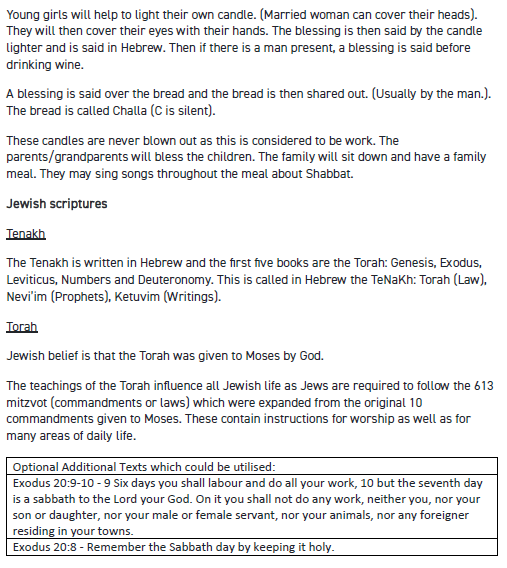 Young girls will help to light their own candle. (Married woman can cover their heads).
They will then cover their eyes with their hands. The blessing is then said by the candle
lighter and is said in Hebrew. Then if there is a man present, a blessing is said before
drinking wine.
A blessing is said over the bread and the bread is then shared out. (Usually by the man.).
The bread is called Challa (C is silent).
These candles are never blown out as this is considered to be work. The
parents/grandparents will bless the children. The family will sit down and have a family
meal. They may sing songs throughout the meal about Shabbat.
Jewish scriptures
Tenakh
The Tenakh is written in Hebrew and the first five books are the Torah: Genesis, Exodus,
Leviticus, Numbers and Deuteronomy. This is called in Hebrew the TeNaKh: Torah (Law),
Nevi'im (Prophets), Ketuvim (Writings).
Torah
Jewish belief is that the Torah was given to Moses by God.
The teachings of the Torah influence all Jewish life as Jews are required to follow the 613
mitzvot (commandments or laws) which were expanded from the original 10
commandments given to Moses. These contain instructions for worship as well as for
many areas of daily life.
Optional Additional Texts which could be utilised:
Exodus 20:9-10 - 9 Six days you shall labour and do all your work, 10 but the seventh day
is a sabbath to the Lord your God. On it you shall not do any work, neither you, nor your
son or daughter, nor your male or female servant, nor your animals, nor any foreigner
residing in your towns.
Exodus 20:8 - Remember the Sabbath day by keeping it holy.